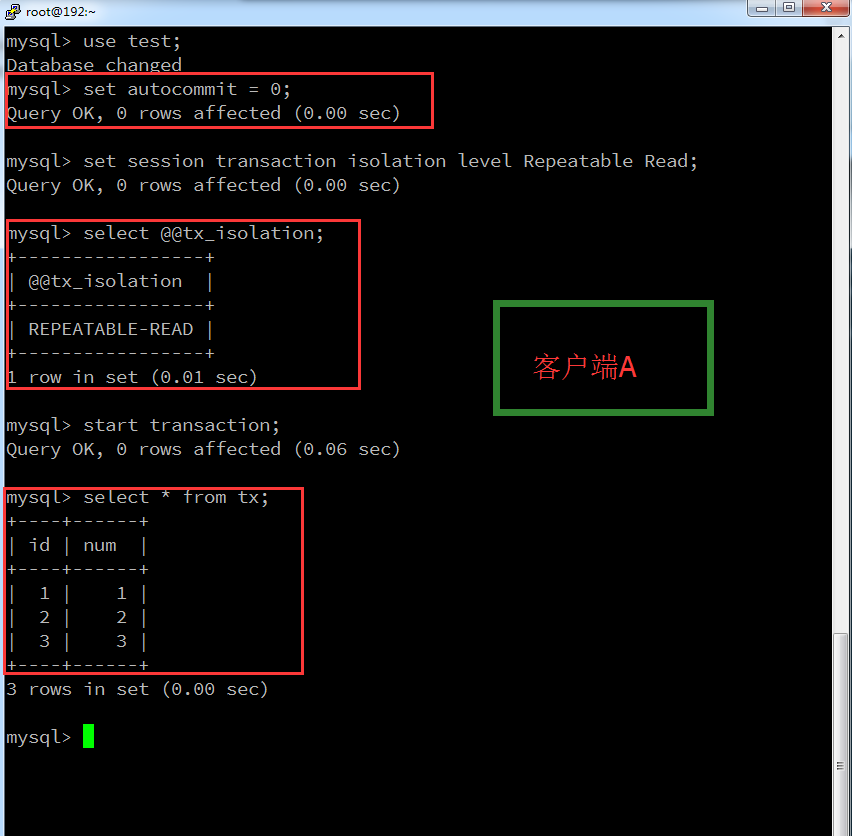 root@192:~
mysql> use test;
Database changed
mysql> set autocommit = 0;
Query OK, 0 rows affected (0.00 sec)
mysql> set session transaction isolation level Repeatable Read;
Query OK, 0 rows affected (0.00 sec)
mysql> select @@tx_isolation;
+-----------------+
| @@tx_isolation  |
+-----------------+
| REPEATABLE-READ |
+-----------------+
1 row in set (0.01 sec)
客户端A
mysql> start transaction;
Query OK, 0 rows affected (0.06 sec)
mysql> select * from tx;
+----+------+
| id | num  |
+----+------+
|  1 |    1 |
|  2 |    2 |
|  3 |    3 |
+----+------+
3 rows in set (0.00 sec)
mysql>